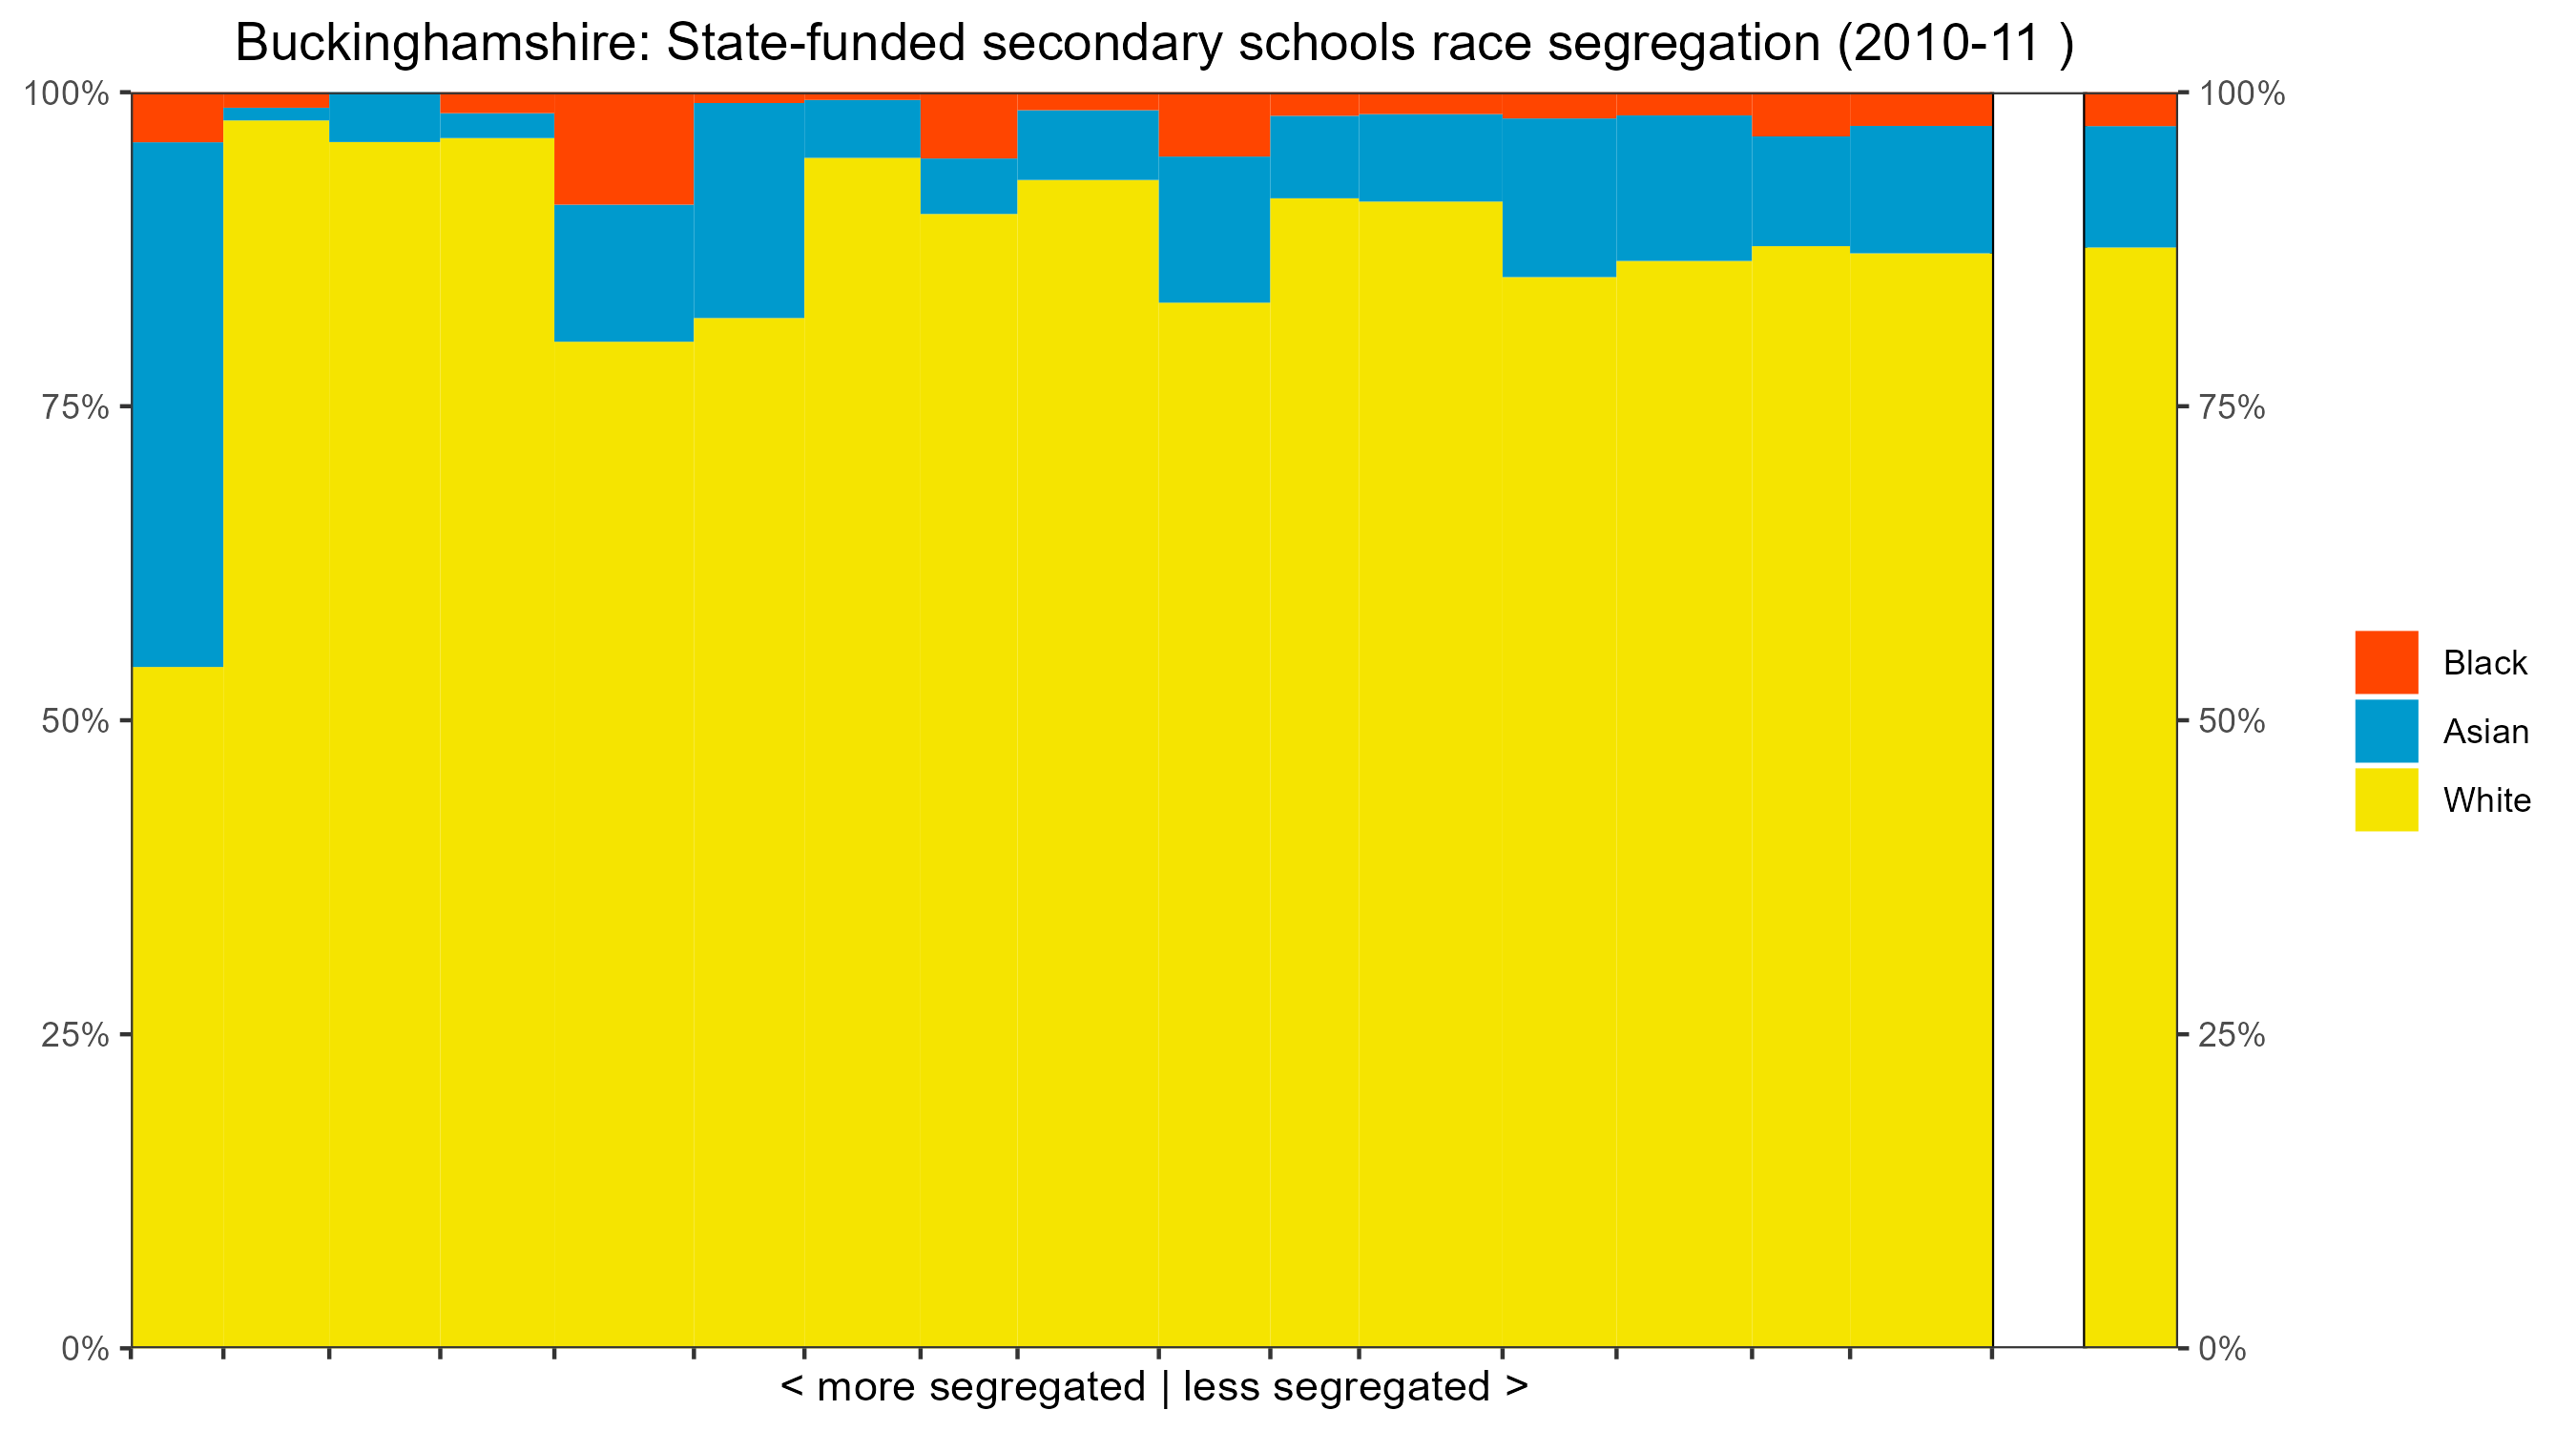 Buckinghamshire: State-funded secondary schools race segregation (2010-11 )
100%
75%
50%
25%
0%
100%
75%
50%
25%
0%
Black
Asian
White
< more segregated | less segregated >